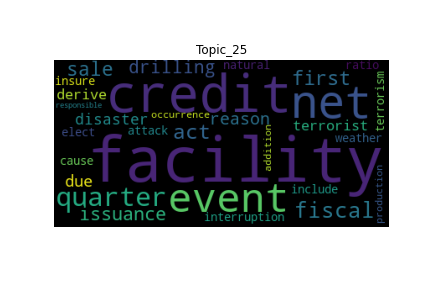 Topic_25
sale drilling natural ratio
insure credit first
derive net terrorism
responsible
disaster occurrence reason terrorist
elect attack act weather
facility addition
cause
due event include
quarter fiscal production
issuance interruption